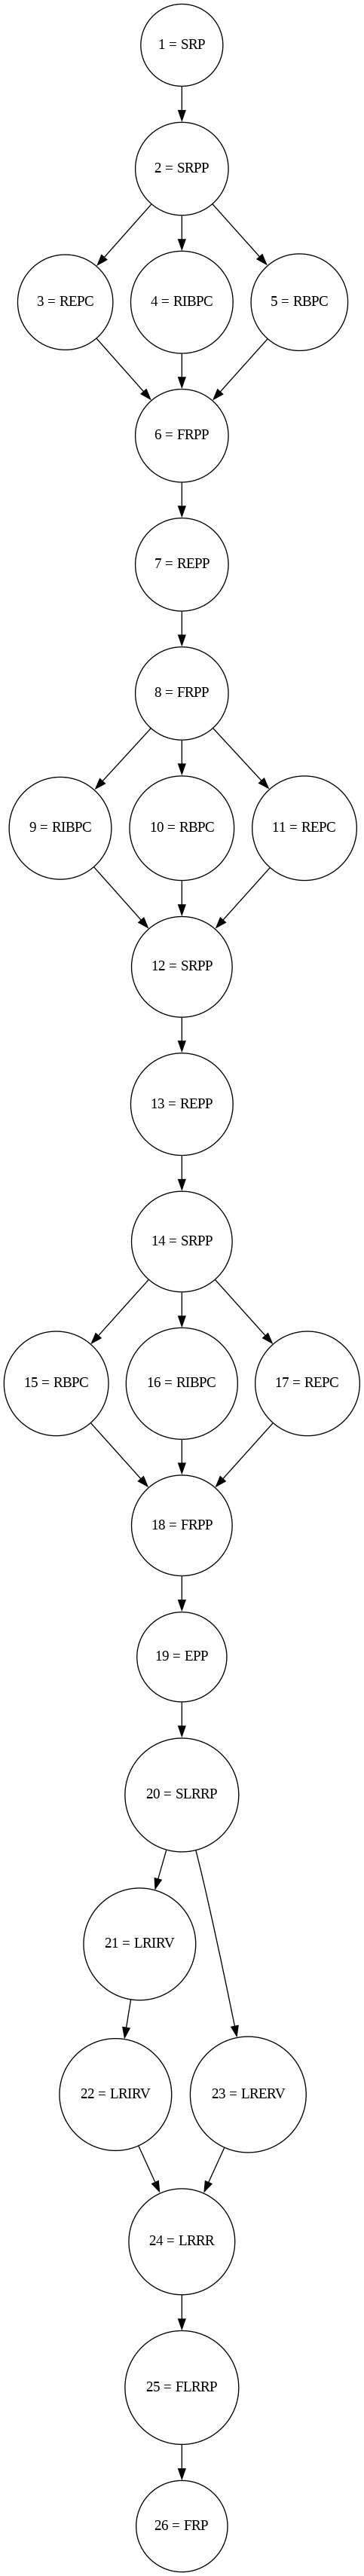 1 = SRP
2 = SRPP
3 = REPC
4 = RIBPC
5 = RBPC
6 = FRPP
7 = REPP
8 = FRPP
9 = RIBPC
10 = RBPC
11 = REPC
12 = SRPP
13 = REPP
14 = SRPP
15 = RBPC
16 = RIBPC
17 = REPC
18 = FRPP
19 = EPP
20 = SLRRP
21 = LRIRV
22 = LRIRV
23 = LRERV
24 = LRRR
25 = FLRRP
26 = FRP